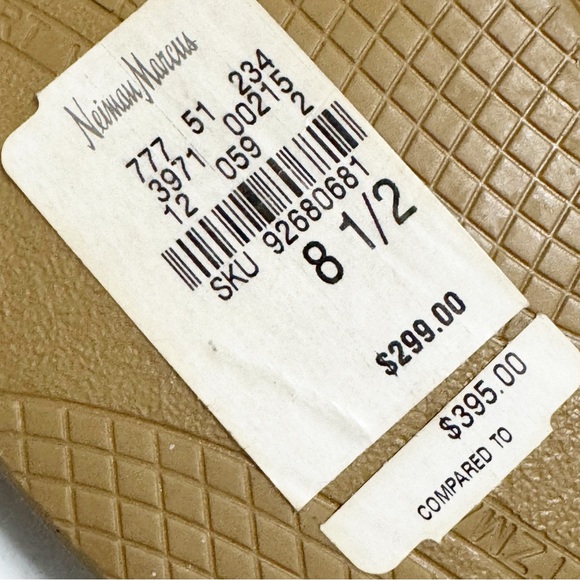 Neiman Marcus
777 51 234
3971 00215
12 059 2
SKU 92680681
8 1/2
$299.00
$395.00
COMPARED TO